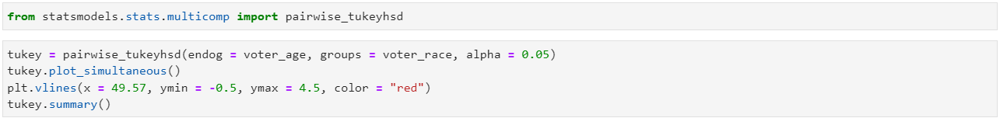 from statsmodels.stats.multicomp import pairwise_tukeyhsd
tukey = pairwise_tukeyhsd(endog = voter_age, groups = voter_race, alpha = 0.05)
tukey.plot_simultaneous()
plt.vlines(x = 49.57, ymin = -0.5, ymax = 4.5, color = "red")
tukey.summary()